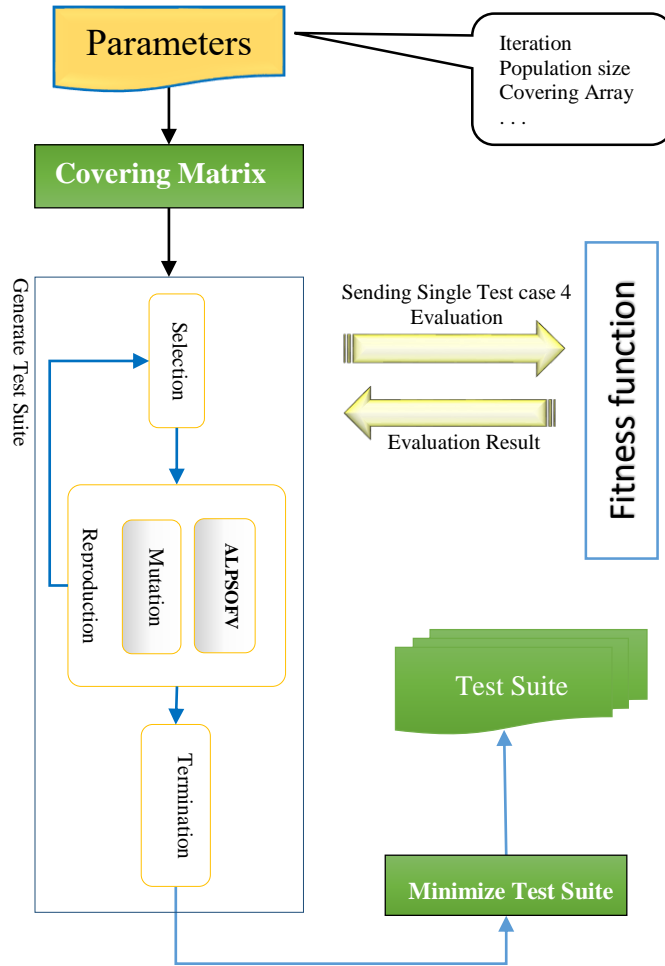 Parameters
Iteration
Population size
Covering Array
. . .
Covering Matrix
Generate Test Suite
Selection
Sending Single Test case 4
Evaluation
Evaluation Result
Fitness function
Reproduction
Mutation
ALPSOFV
Termination
Test Suite
Minimize Test Suite